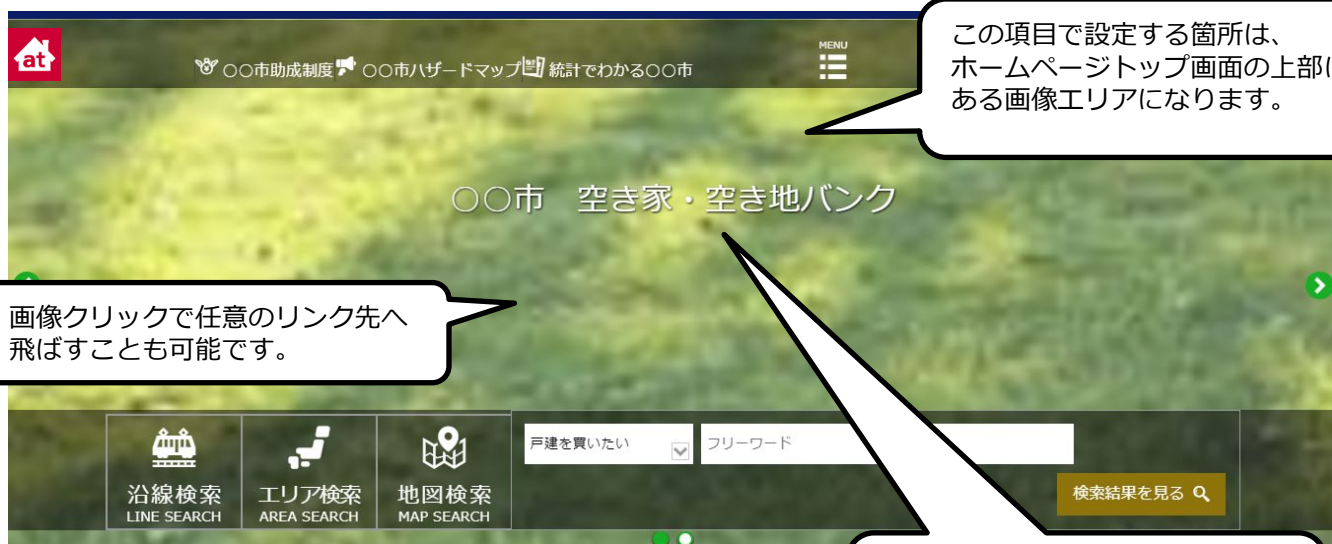 at
〇〇市助成制度 〇〇市ハザードマップ 統計でわかる〇〇市
MENU
この項目で設定する箇所は、
ホームページトップ画面の上部に
ある画像エリアになります。
〇〇市 空き家・空き地バンク
画像クリックで任意のリンク先へ
飛ばすことも可能です。
戸建を買いたい フリーワード
沿線検索 エリア検索 地図検索
LINE SEARCH AREA SEARCH MAP SEARCH
検索結果を見る